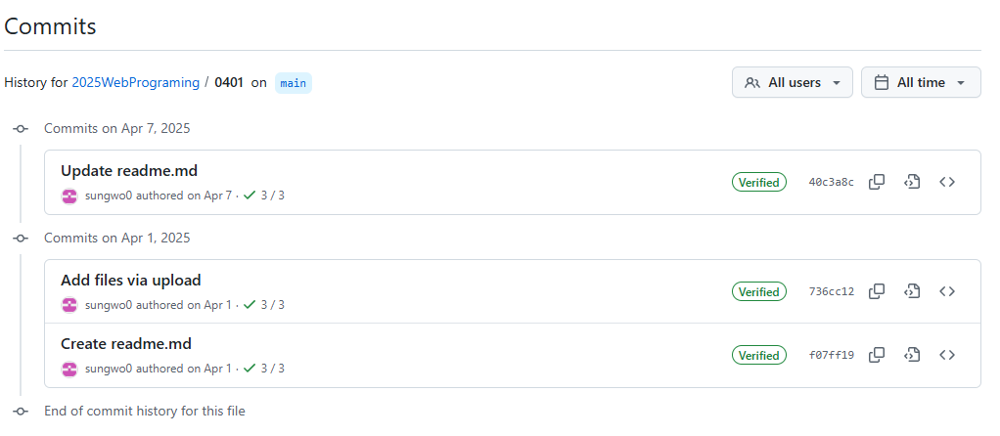 Commits
History for 2025WebPrograming / 0401 on main
All users
All time
Commits on Apr 7, 2025
Update readme.md
sungwo0 authored on Apr 7 · 3 / 3
Verified
40c3a8c
Commits on Apr 1, 2025
Add files via upload
sungwo0 authored on Apr 1 · 3 / 3
Verified
736cc12
Create readme.md
sungwo0 authored on Apr 1 · 3 / 3
Verified
f07ff19
End of commit history for this file